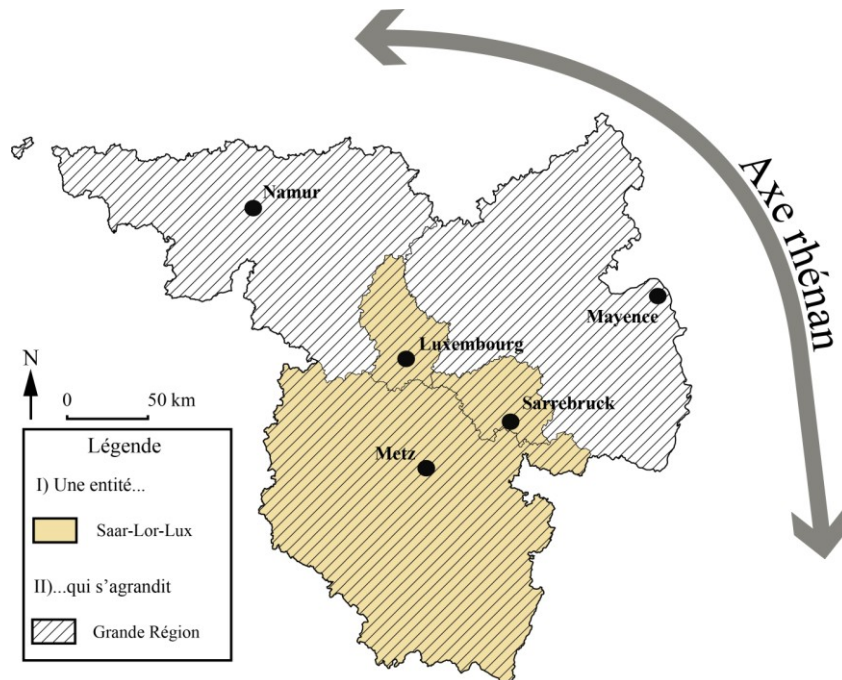 Axe rhénan
Namur
Mayence
Luxembourg
N
0 50 km
Sarrebruck
Metz
Légende
I) Une entité...
Saar-Lor-Lux
II)...qui s’agrandit
Grande Région